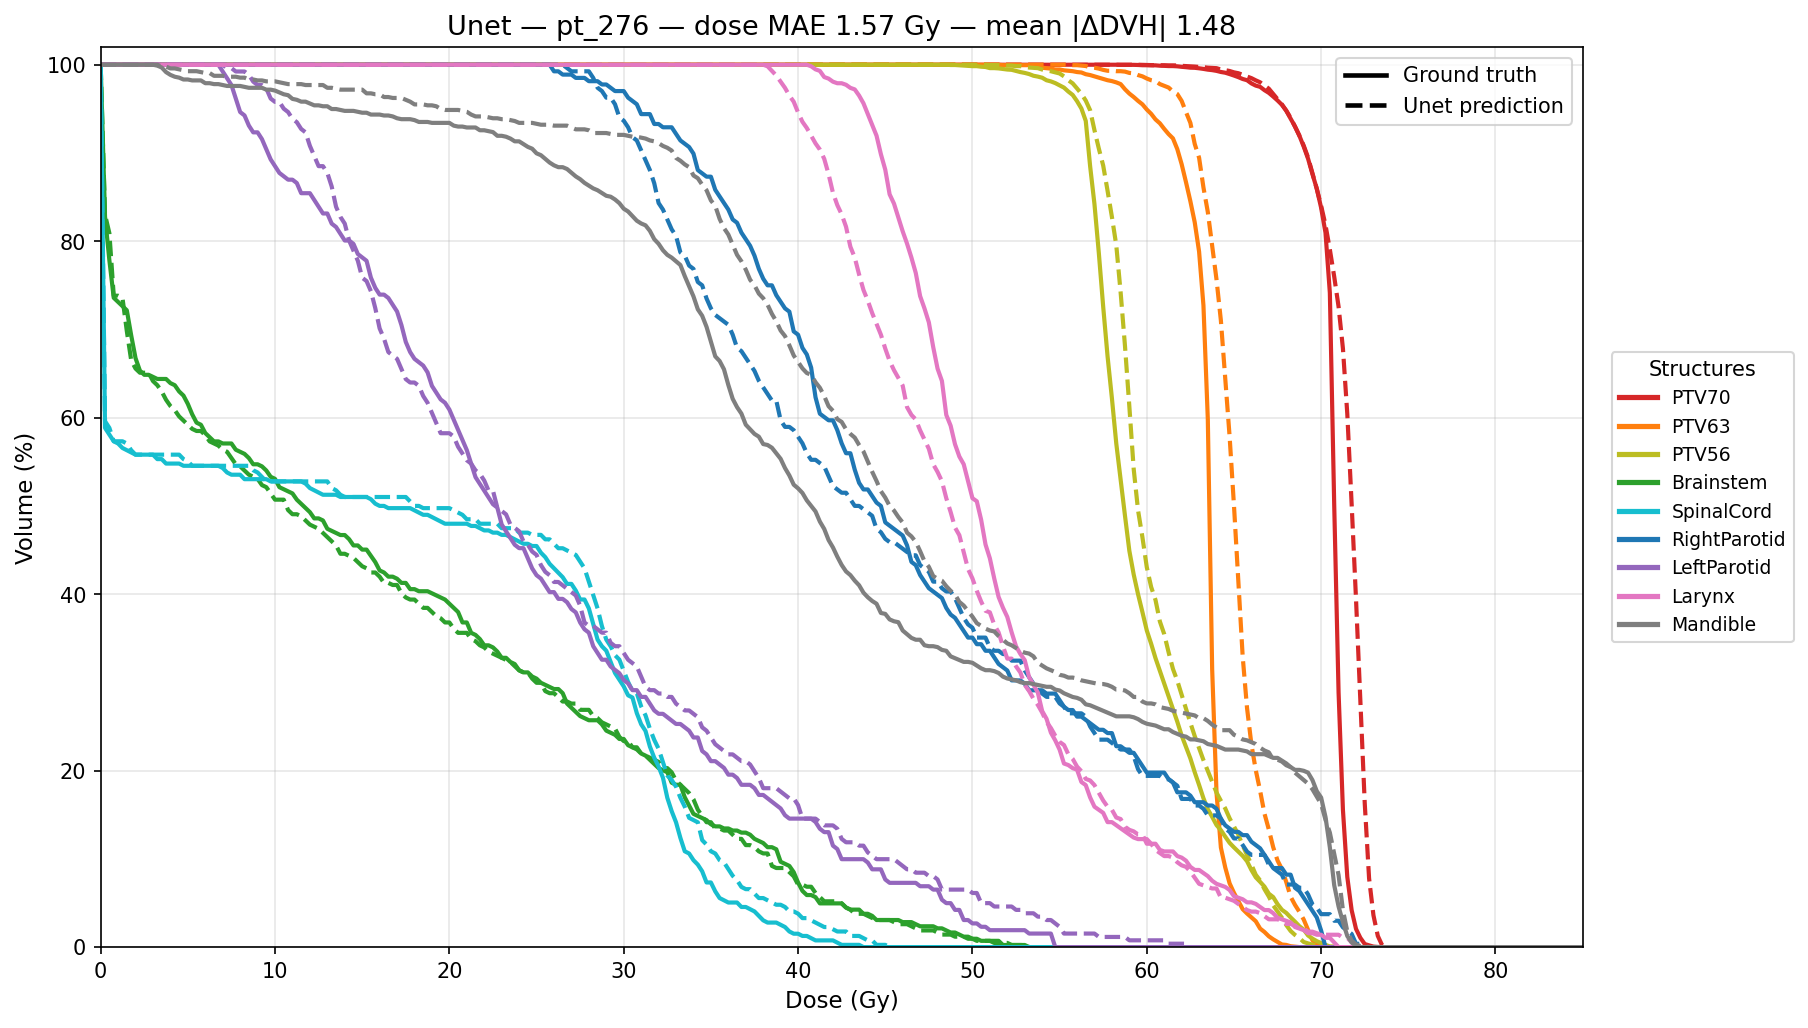 Unet — pt_276 — dose MAE 1.57 Gy — mean |ΔDVH| 1.48
Ground truth
Unet prediction
Volume (%)
100
80
60
40
20
0
0 10 20 30 40 50 60 70 80
Dose (Gy)
Structures
PTV70
PTV63
PTV56
Brainstem
SpinalCord
RightParotid
LeftParotid
Larynx
Mandible